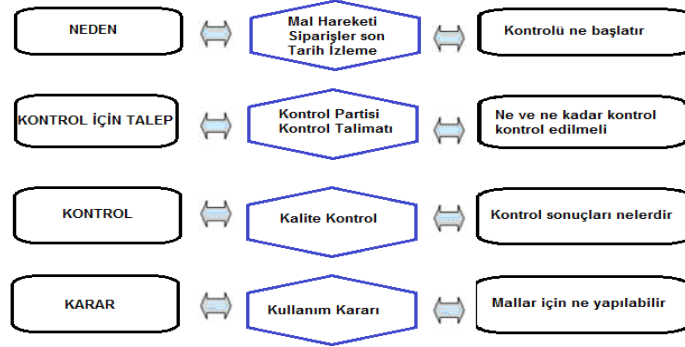 NEDEN
Mal Hareketi
Siparişler son
Tarih İzleme
Kontrolü ne başlatır
KONTROL İÇİN TALEP
Kontrol Partisi
Kontrol Talimatı
Ne ve ne kadar kontrol
kontrol edilmeli
KONTROL
Kalite Kontrol
Kontrol sonuçları nelerdir
KARAR
Kullanım Kararı
Mallar için ne yapılabilir